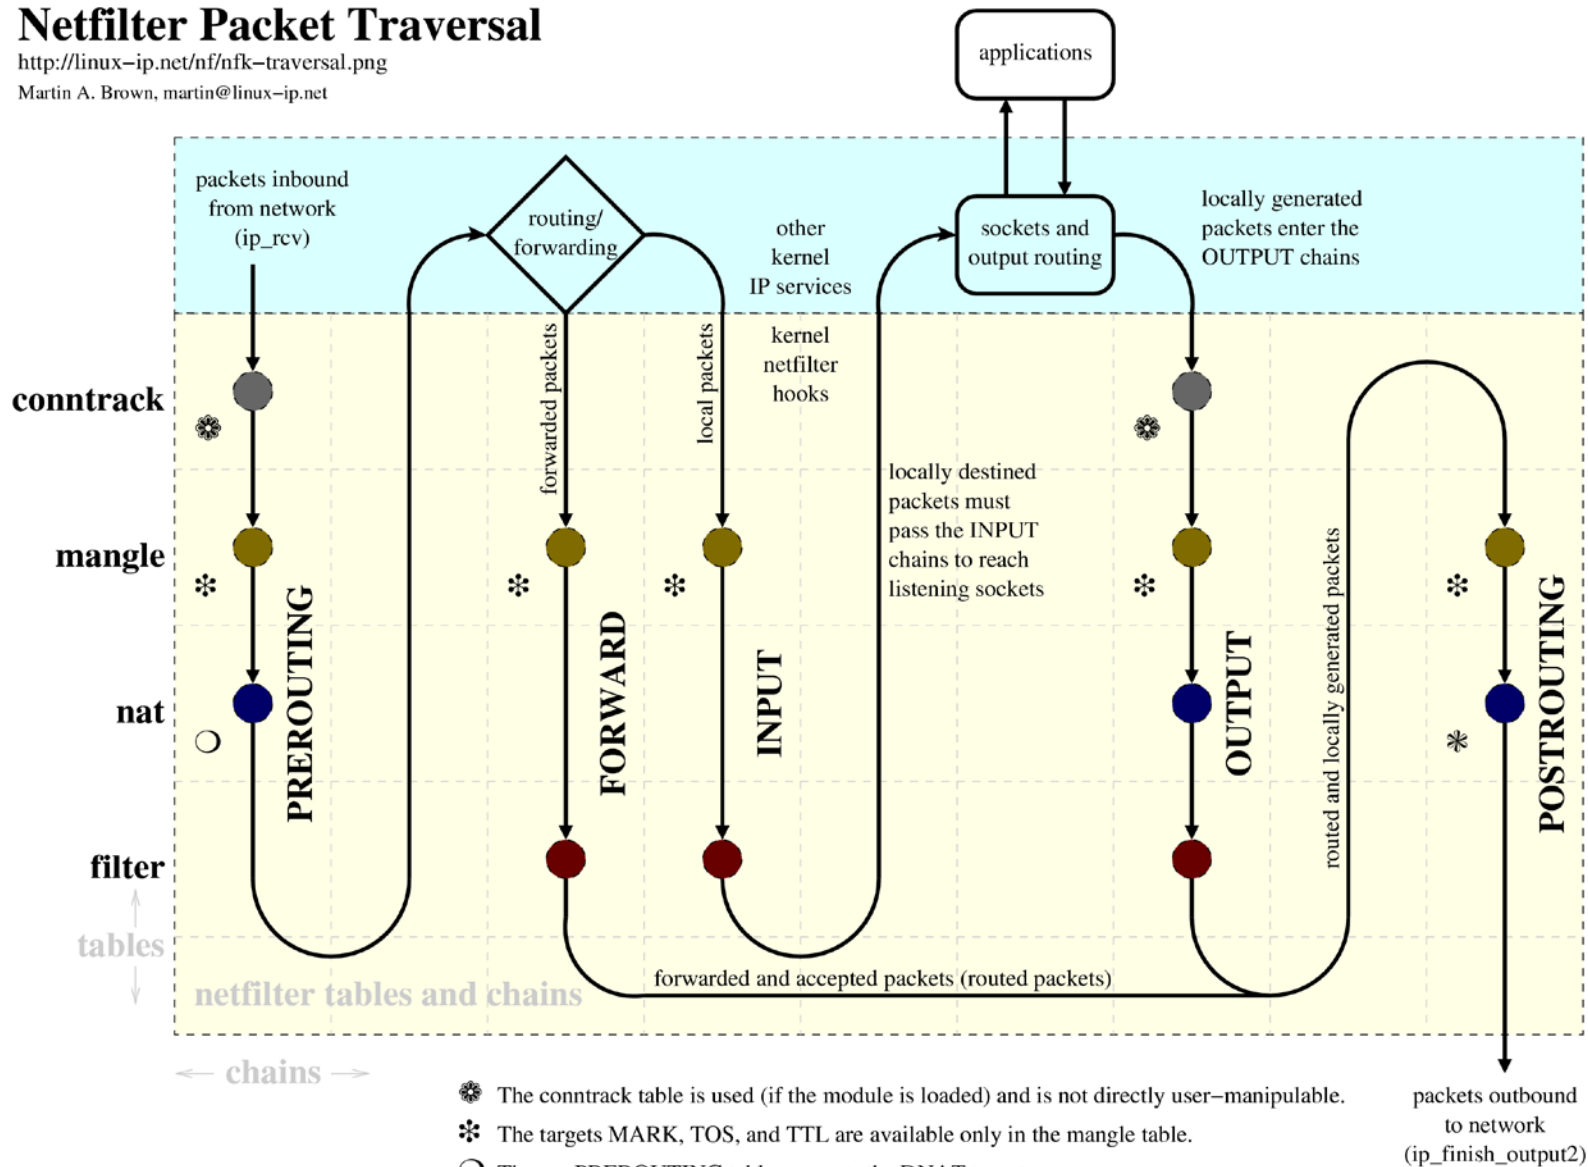 Netfilter Packet Traversal
http://linux-ip.net/nf/nfk-traversal.png
Martin A. Brown, martin@linux-ip.net
applications
packets inbound
from network
(ip_rcv)
routing/
forwarding
other
kernel
IP services
sockets and
output routing
locally generated
packets enter the
OUTPUT chains
kernel
netfilter
hooks
forwarded packets
local packets
conntrack
locally destined
packets must
pass the INPUT
chains to reach
listening sockets
mangle
nat
filter
PREROUTING
FORWARD
INPUT
OUTPUT
routed and locally generated packets
POSTROUTING
tables
forwarded and accepted packets (routed packets)
netfilter tables and chains
chains
The conntrack table is used (if the module is loaded) and is not directly user-manipulable.
The targets MARK, TOS, and TTL are available only in the mangle table.
packets outbound
to network
(ip_finish_output2)